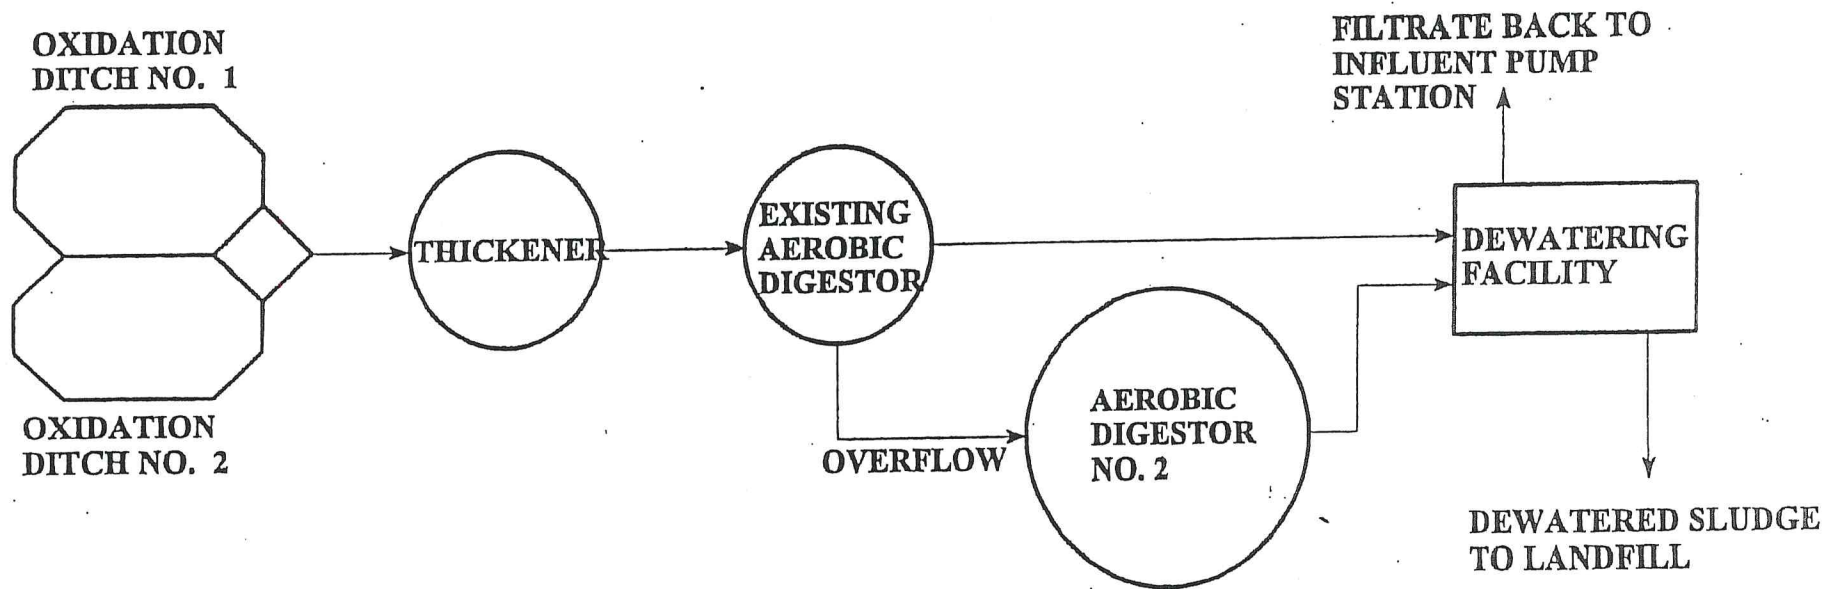 OXIDATION
DITCH NO. 1
FILTRATE BACK TO
INFLUENT PUMP
STATION
THICKENER
EXISTING
AEROBIC
DIGESTOR
DEWATERING
FACILITY
OXIDATION
DITCH NO. 2
OVERFLOW
AEROBIC
DIGESTOR
NO. 2
DEWATERED SLUDGE
TO LANDFILL